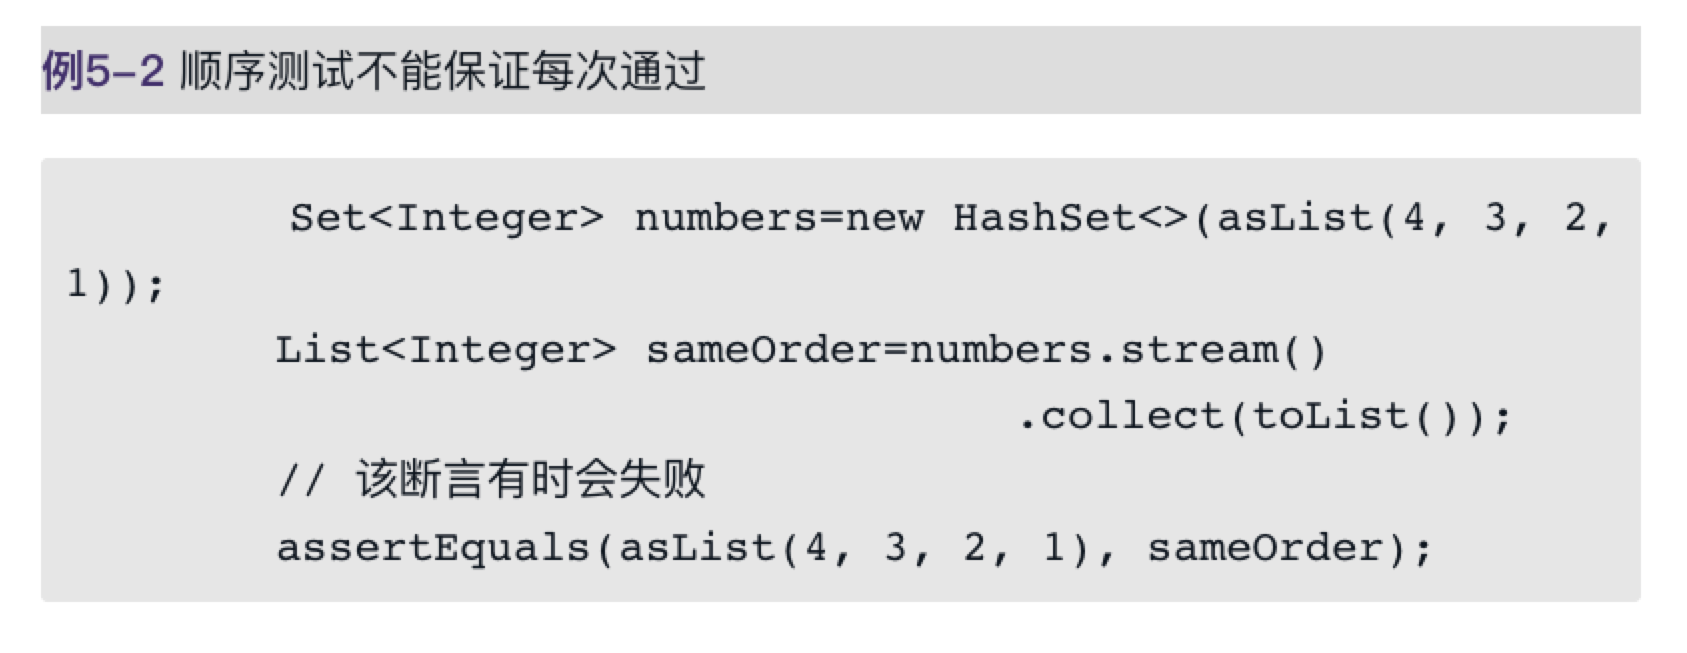 例5-2 顺序测试不能保证每次通过
Set<Integer> numbers=new HashSet<>(asList(4, 3, 2,
1));
List<Integer> sameOrder=numbers.stream()
.collect(toList());
// 该断言有时会失败
assertEquals(asList(4, 3, 2, 1), sameOrder);